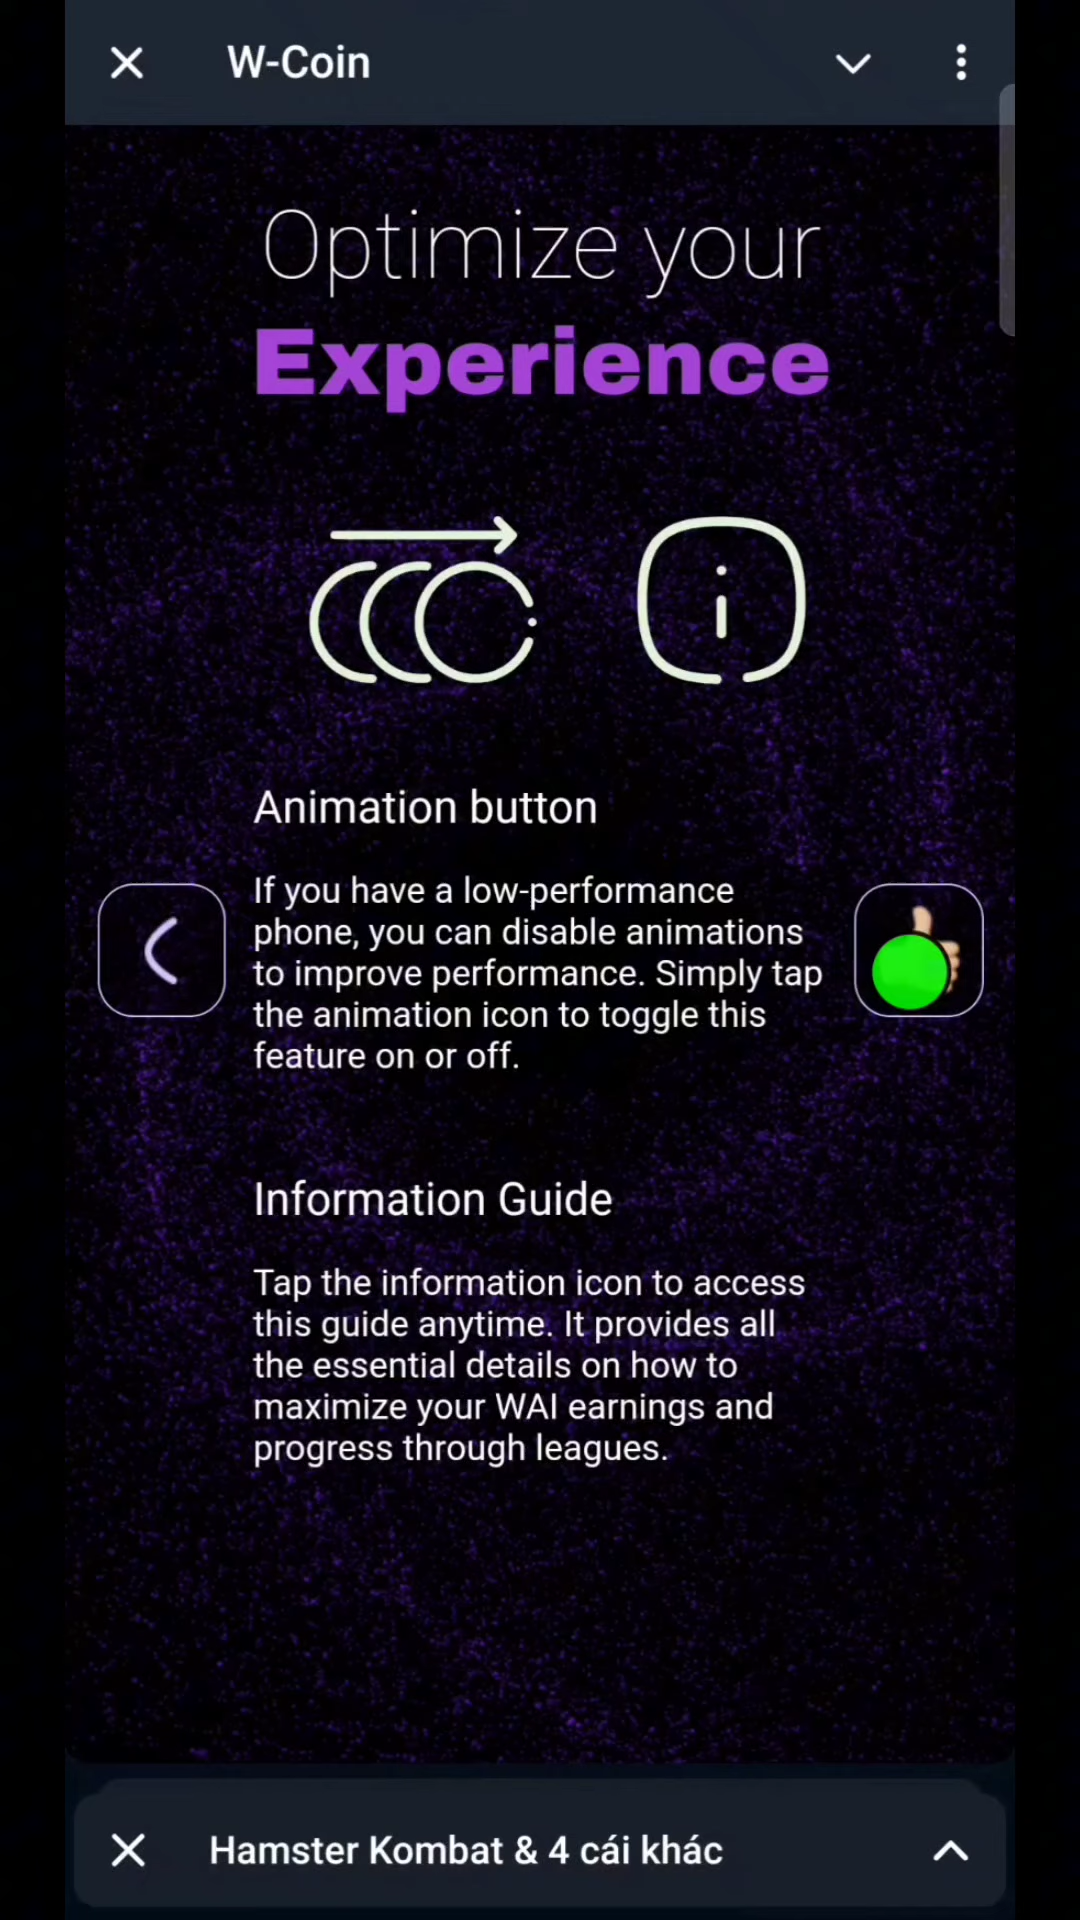 W-Coin
Optimize your
Experience
Animation button
If you have a low-performance
phone, you can disable animations
to improve performance. Simply tap
the animation icon to toggle this
feature on or off.
Information Guide
Tap the information icon to access
this guide anytime. It provides all
the essential details on how to
maximize your WAI earnings and
progress through leagues.
Hamster Kombat & 4 cái khác